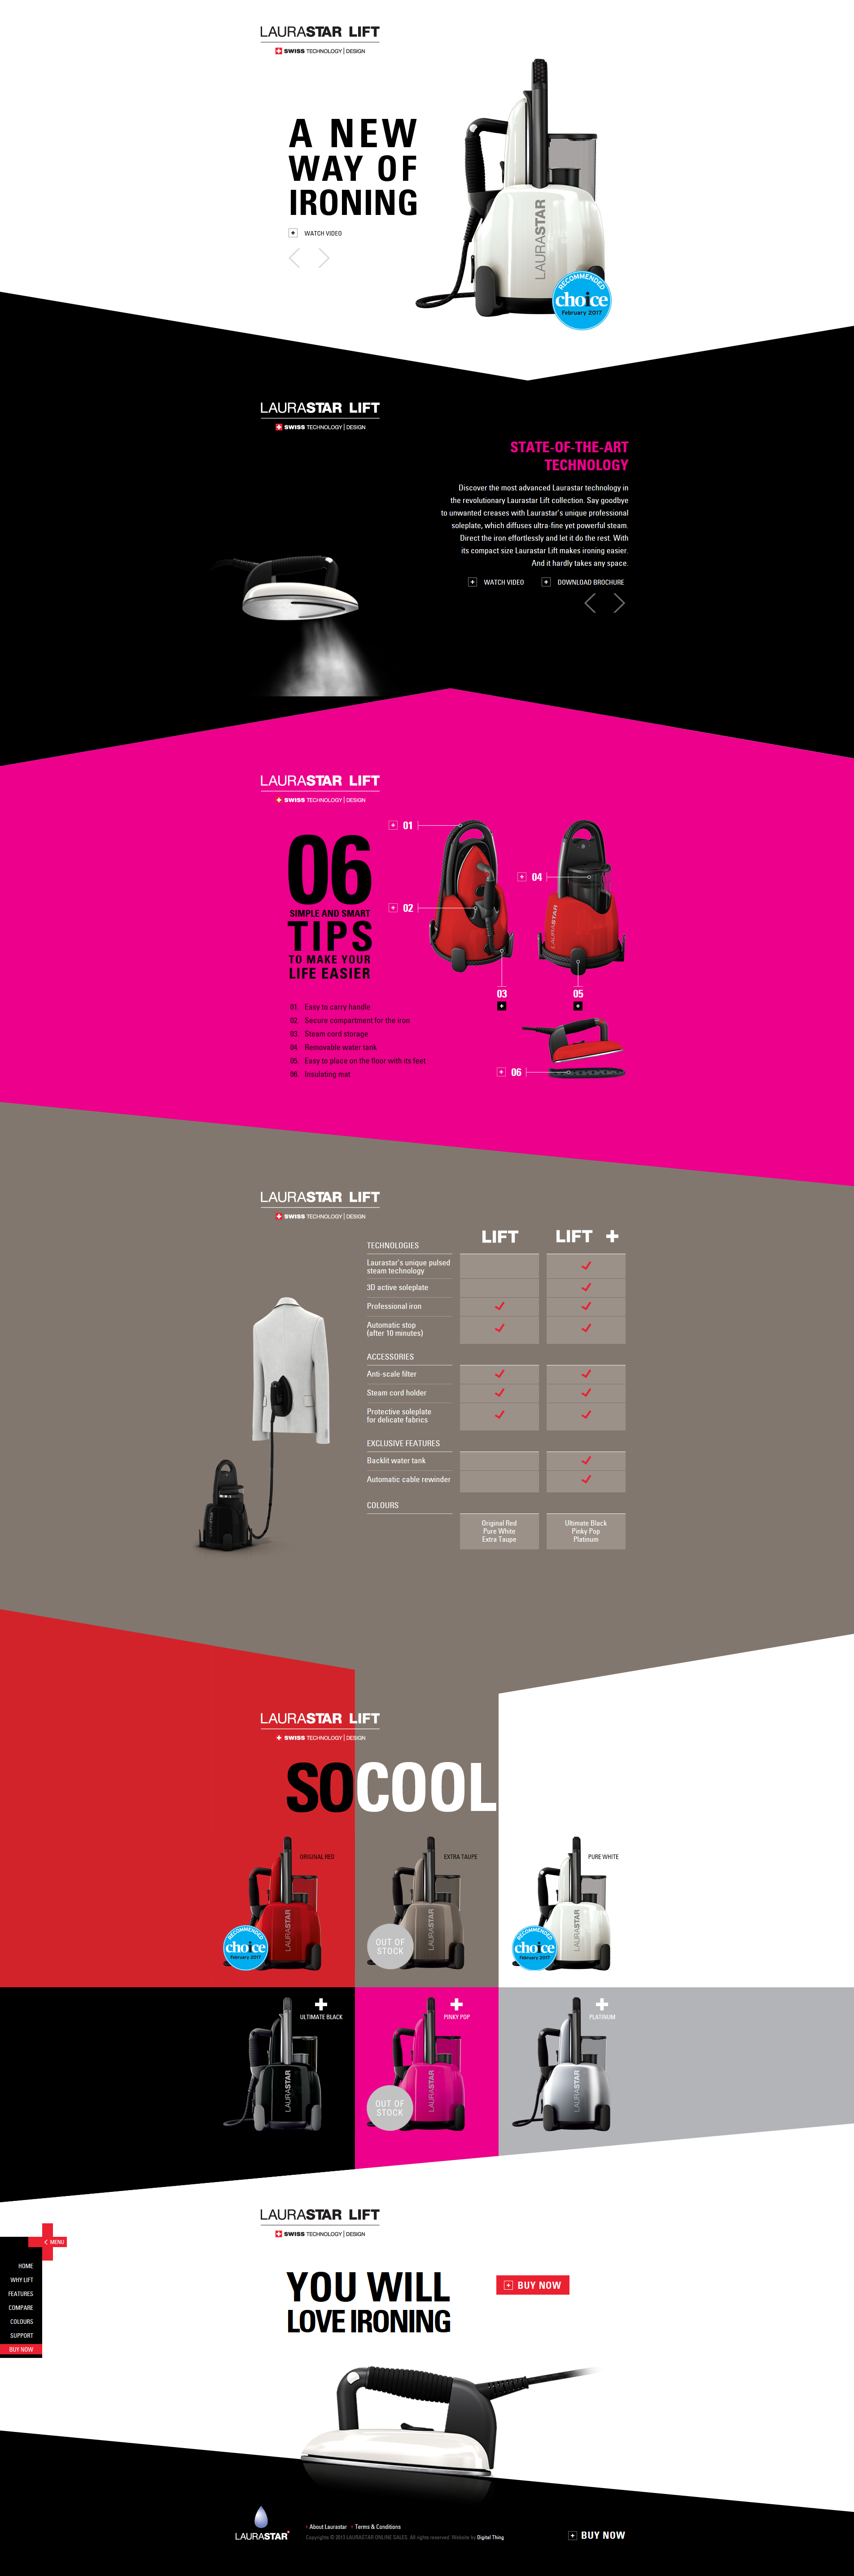 LAURASTAR LIFT
SWISS TECHNOLOGY | DESIGN
A NEW
WAY OF
IRONING
WATCH VIDEO
LAURASTAR
RECOMMENDED
choice
February 2017
LAURASTAR LIFT
SWISS TECHNOLOGY | DESIGN
STATE-OF-THE-ART
TECHNOLOGY
Discover the most advanced Laurastar technology in
the revolutionary Laurastar Lift collection. Say goodbye
to unwanted creases with Laurastar's unique professional
soleplate, which diffuses ultra-fine yet powerful steam.
Direct the iron effortlessly and let it do the rest. With
its compact size Laurastar Lift makes ironing easier.
And it hardly takes any space.
WATCH VIDEO DOWNLOAD BROCHURE
LAURASTAR LIFT
SWISS TECHNOLOGY | DESIGN
01
06
SIMPLE AND SMART
TIPS
TO MAKE YOUR
LIFE EASIER
02
04
LAURASTAR
03
05
01. Easy to carry handle
02. Secure compartment for the iron
03. Steam cord storage
04. Removable water tank
05. Easy to place on the floor with its feet
06. Insulating mat
06
LAURASTAR LIFT
SWISS TECHNOLOGY | DESIGN
LIFT LIFT +
TECHNOLOGIES
Laurastar's unique pulsed
steam technology
3D active soleplate
Professional iron
Automatic stop
(after 10 minutes)
ACCESSORIES
Anti-scale filter
Steam cord holder
Protective soleplate
for delicate fabrics
EXCLUSIVE FEATURES
Backlit water tank
Automatic cable rewinder
COLOURS
Original Red
Pure White
Extra Taupe
Ultimate Black
Pinky Pop
Platinum
LAURASTAR LIFT
SWISS TECHNOLOGY | DESIGN
SOCOOL
ORIGINAL RED
LAURASTAR
RECOMMENDED
choice
February 2017
EXTRA TAUPE
LAURASTAR
OUT OF
STOCK
PURE WHITE
LAURASTAR
RECOMMENDED
choice
February 2017
+
ULTIMATE BLACK
LAURASTAR
+
PINKY POP
LAURASTAR
OUT OF
STOCK
+
PLATINUM
LAURASTAR
LAURASTAR LIFT
SWISS TECHNOLOGY | DESIGN
MENU
HOME
WHY LIFT
FEATURES
COMPARE
COLOURS
SUPPORT
BUY NOW
YOU WILL
LOVE IRONING
BUY NOW
LAURASTAR
About Laurastar Terms & Conditions
Copyrights © 2013 LAURASTAR ONLINE SALES. All rights reserved. Website by Digital Thing
BUY NOW